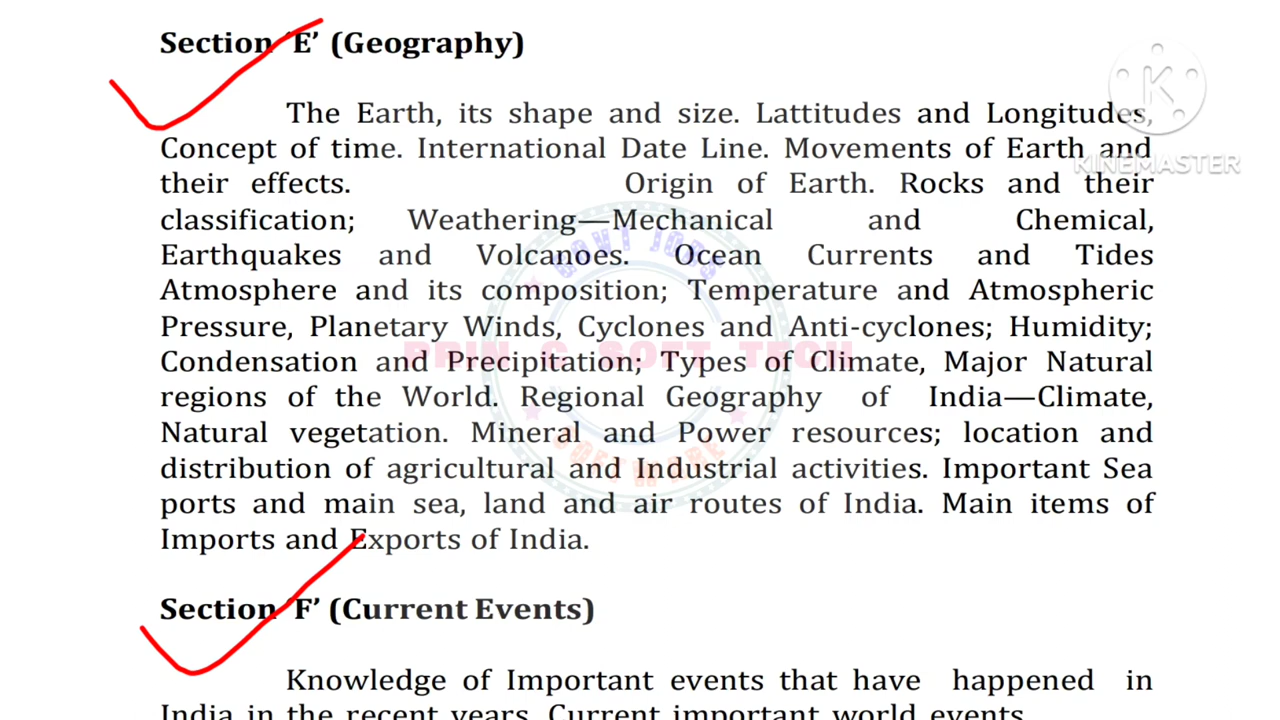 Section ‘E’ (Geography)
K
KINEMASTER
The Earth, its shape and size. Lattitudes and Longitudes,
Concept of time. International Date Line. Movements of Earth and
their effects. Origin of Earth. Rocks and their
classification; Weathering—Mechanical and Chemical,
Earthquakes and Volcanoes. Ocean Currents and Tides
Atmosphere and its composition; Temperature and Atmospheric
Pressure, Planetary Winds, Cyclones and Anti-cyclones; Humidity;
Condensation and Precipitation; Types of Climate, Major Natural
regions of the World. Regional Geography of India—Climate,
Natural vegetation. Mineral and Power resources; location and
distribution of agricultural and Industrial activities. Important Sea
ports and main sea, land and air routes of India. Main items of
Imports and Exports of India.
GOVT JOBS
PRIN C SOFT TECH
SOFTWARE
Section ‘F’ (Current Events)
Knowledge of Important events that have happened in
India in the recent years. Current important world events